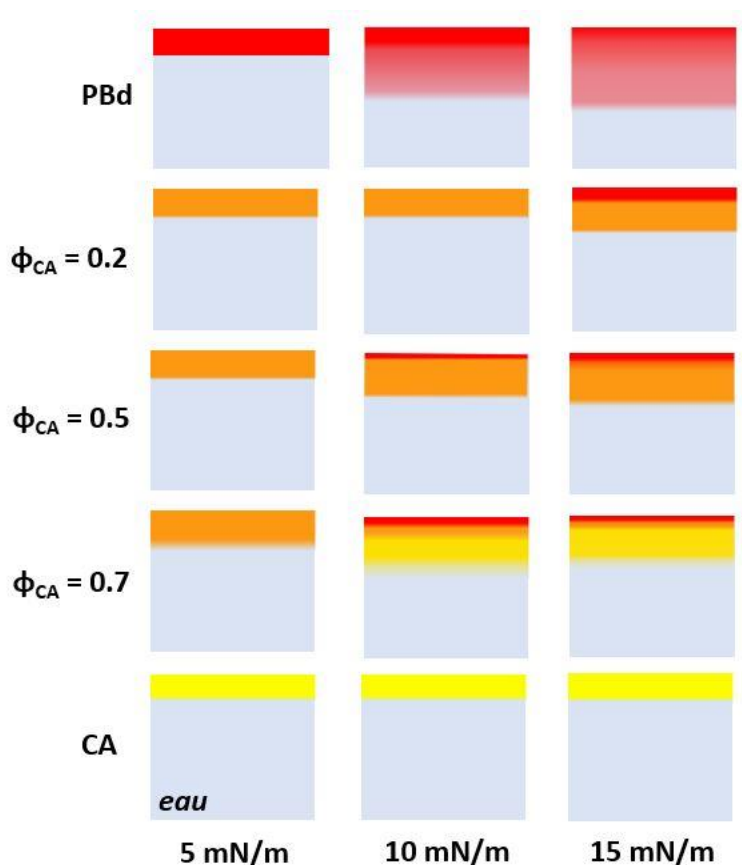 PBd
ϕCA = 0.2
ϕCA = 0.5
ϕCA = 0.7
CA
eau
5 mN/m 10 mN/m 15 mN/m